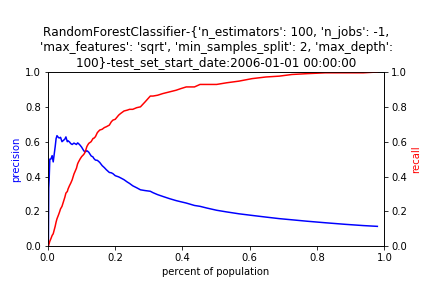 RandomForestClassifier-{'n_estimators': 100, 'n_jobs': -1,
'max_features': 'sqrt', 'min_samples_split': 2, 'max_depth':
100}-test_set_start_date:2006-01-01 00:00:00
1.0
0.8
0.6
0.4
0.2
0.0
precision
1.0
0.8
0.6
0.4
0.2
0.0
recall
0.0 0.2 0.4 0.6 0.8 1.0
percent of population